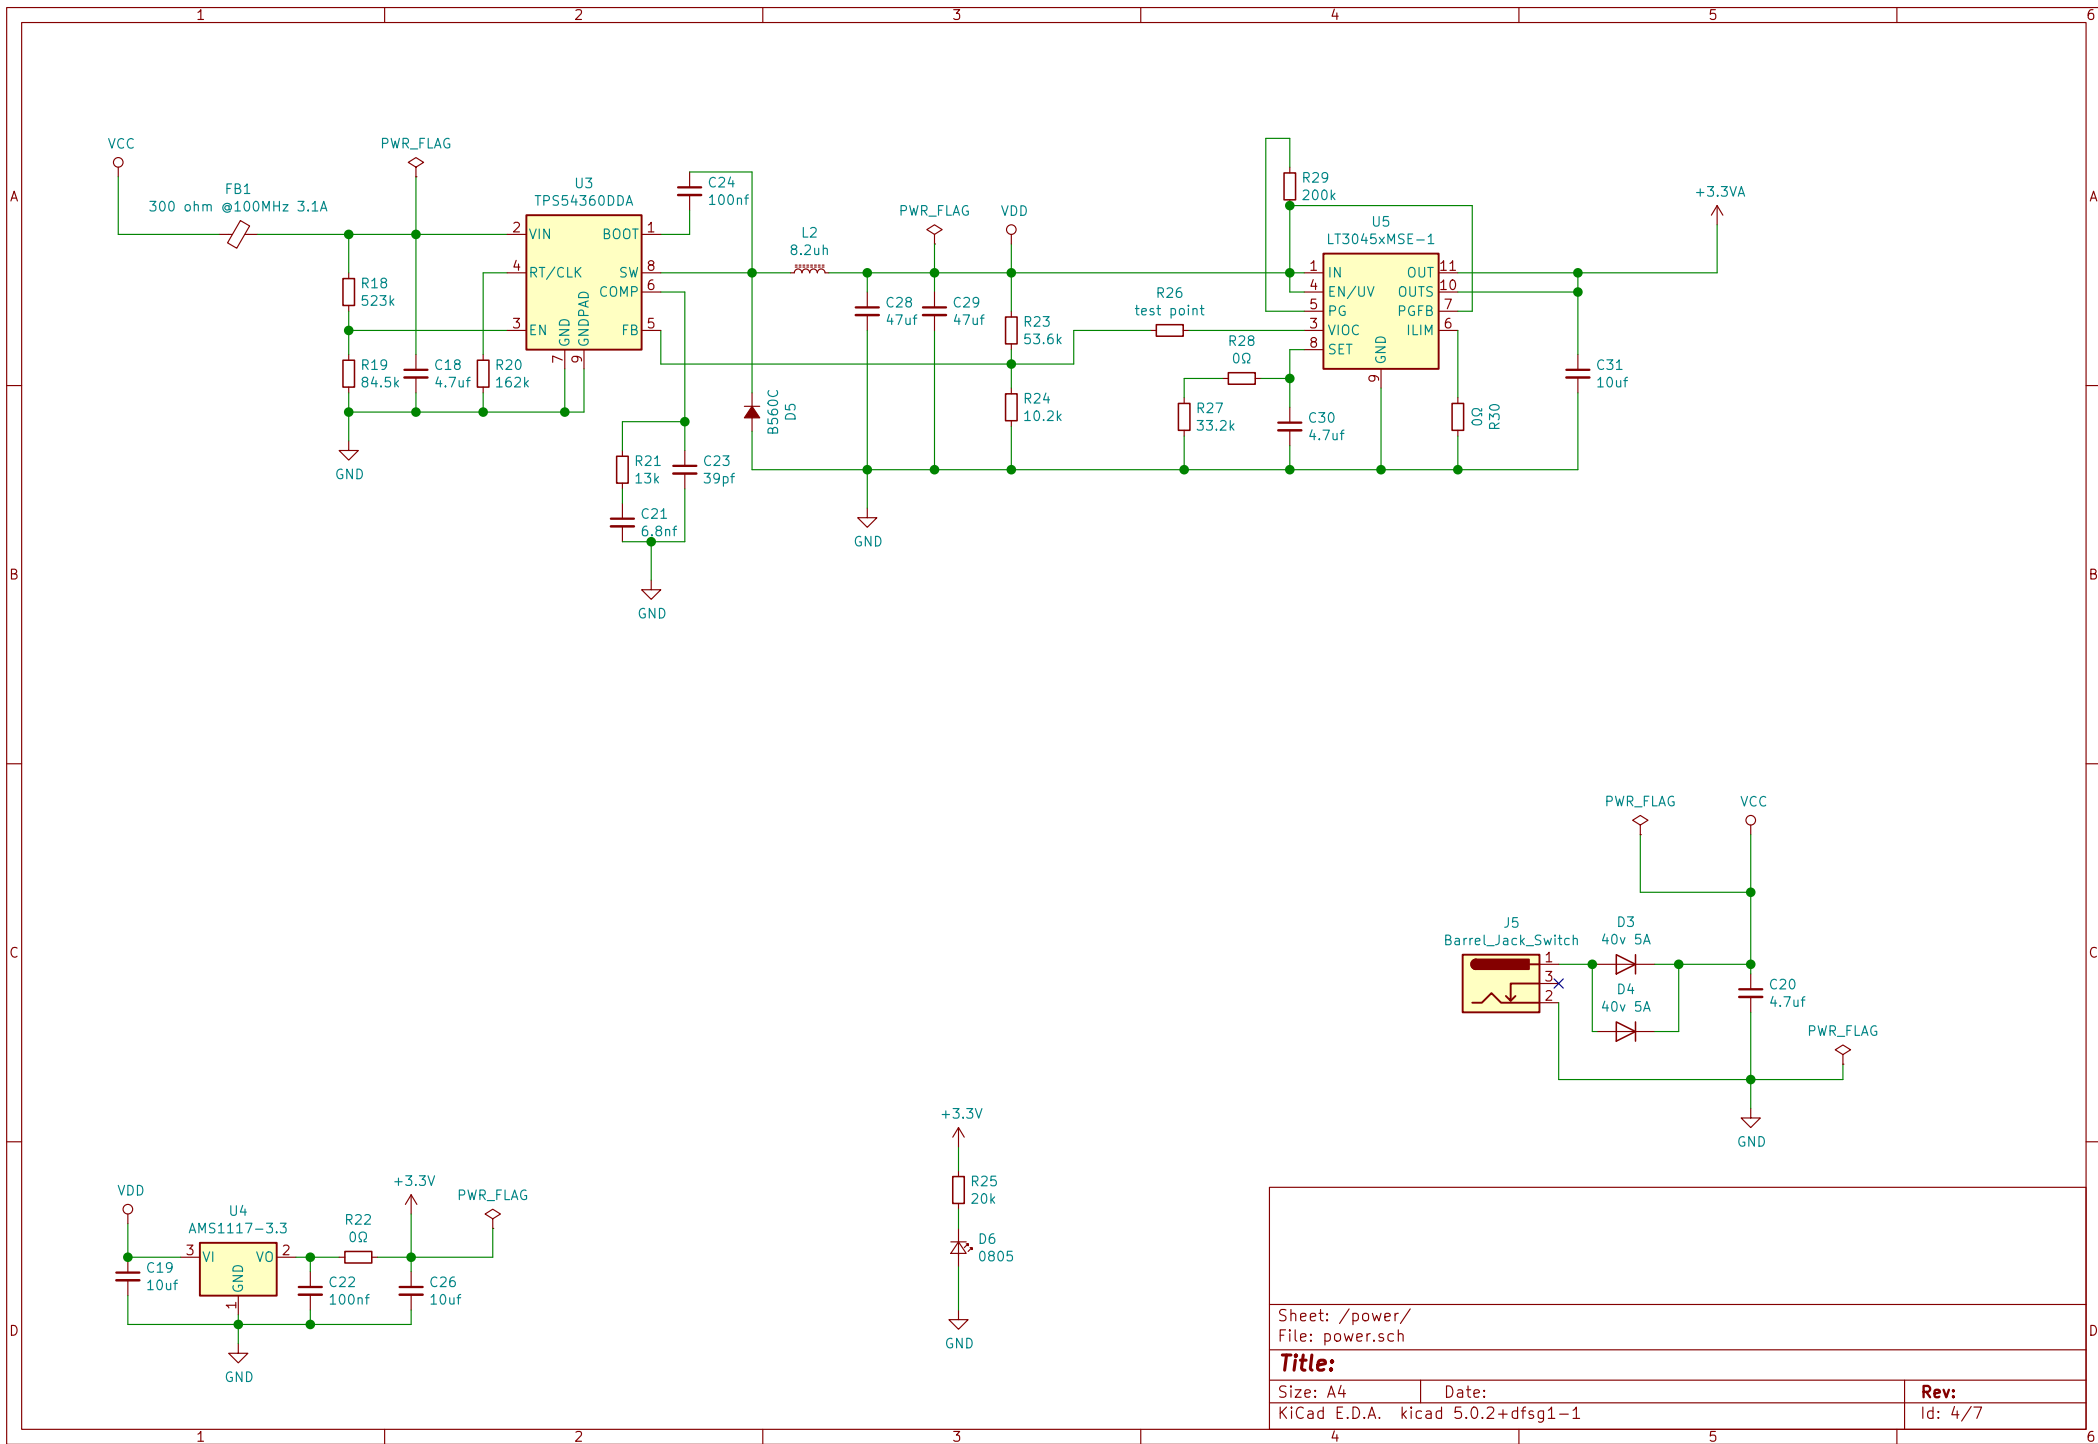 1 2 3 4 5 6
A
B
C
D
A
B
C
D
VCC
FB1
300 ohm @100MHz 3.1A
PWR_FLAG
R18
523k
R19
84.5k
GND
C18
4.7uf
R20
162k
U3
TPS54360DDA
2 VIN
4 RT/CLK
3 EN
BOOT 1
SW 8
COMP 6
FB 5
GND 7
GNDPAD 9
C24
100nf
R21
13k
C23
39pf
C21
6.8nf
GND
B560C
D5
L2
8.2uh
C28
47uf
PWR_FLAG
C29
47uf
VDD
R23
53.6k
R24
10.2k
GND
R26
test point
R28
0Ω
R27
33.2k
C30
4.7uf
R29
200k
U5
LT3045xMSE-1
1 IN
4 EN/UV
5 PG
3 VIOC
8 SET
OUT 11
OUTS 10
PGFB 7
ILIM 6
GND 9
0Ω
R30
C31
10uf
+3.3VA
PWR_FLAG
VCC
J5
Barrel_Jack_Switch
1
3
2
D3
40v 5A
D4
40v 5A
C20
4.7uf
PWR_FLAG
GND
+3.3V
R25
20k
D6
0805
GND
VDD
C19
10uf
U4
AMS1117-3.3
3 VI
VO 2
GND 1
R22
0Ω
+3.3V
PWR_FLAG
C22
100nf
C26
10uf
GND
Sheet: /power/
File: power.sch
Title:
Size: A4
Date:
Rev:
KiCad E.D.A. kicad 5.0.2+dfsg1-1
Id: 4/7
1 2 3 4 5 6